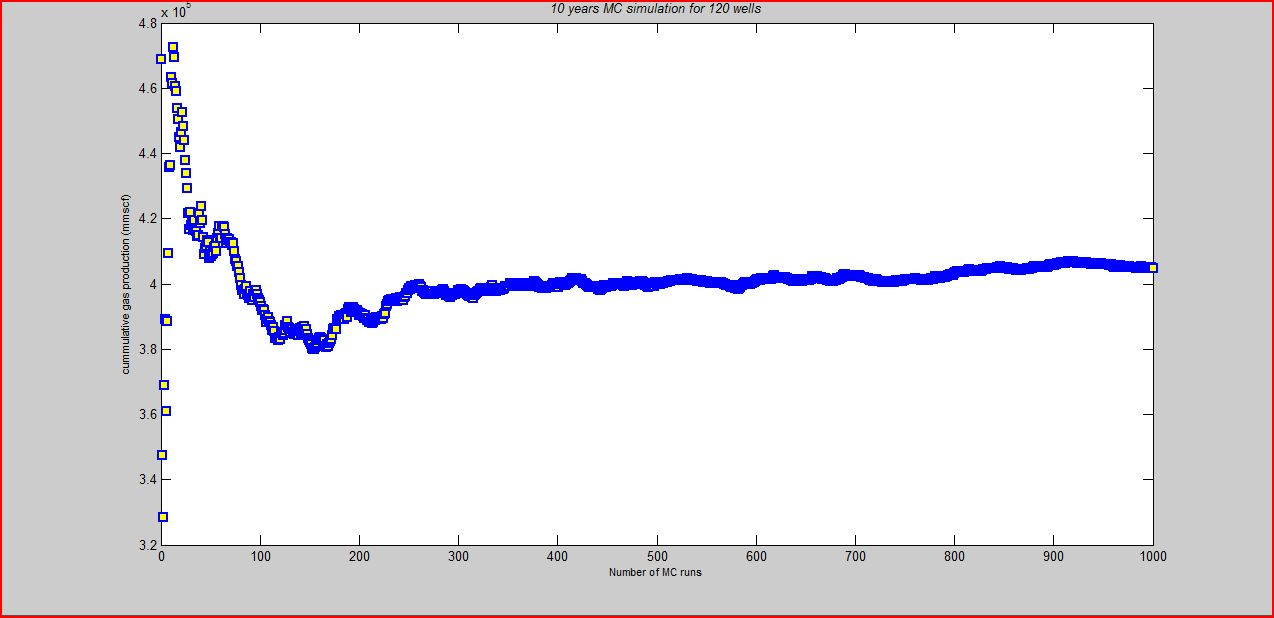 10 years MC simulation for 120 wells
x 10^5
4.8
4.6
4.4
4.2
4
3.8
3.6
3.4
3.2
cummulative gas production (mmscf)
0 100 200 300 400 500 600 700 800 900 1000
Number of MC runs